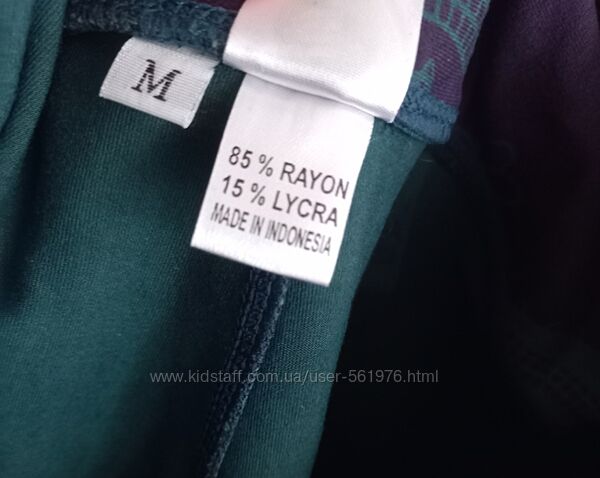 M
85 % RAYON
15 % LYCRA
MADE IN INDONESIA
www.kidstaff.com.ua/user-561976.html